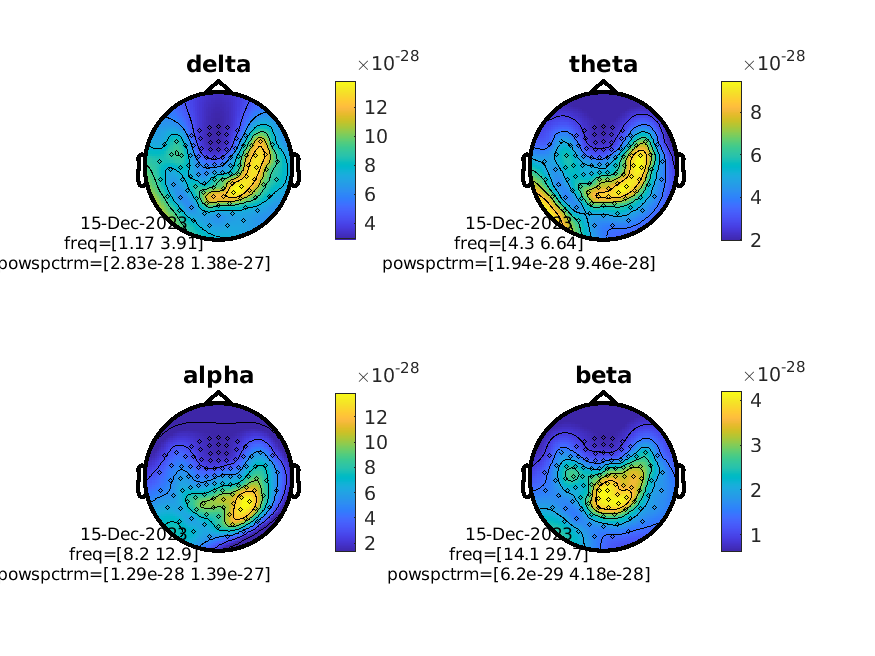 delta
×10-28
12
10
8
6
4
15-Dec-2023
freq=[1.17 3.91]
powspctrm=[2.83e-28 1.38e-27]
theta
×10-28
8
6
4
2
15-Dec-2023
freq=[4.3 6.64]
powspctrm=[1.94e-28 9.46e-28]
alpha
×10-28
12
10
8
6
4
2
15-Dec-2023
freq=[8.2 12.9]
powspctrm=[1.29e-28 1.39e-27]
beta
×10-28
4
3
2
1
15-Dec-2023
freq=[14.1 29.7]
powspctrm=[6.2e-29 4.18e-28]